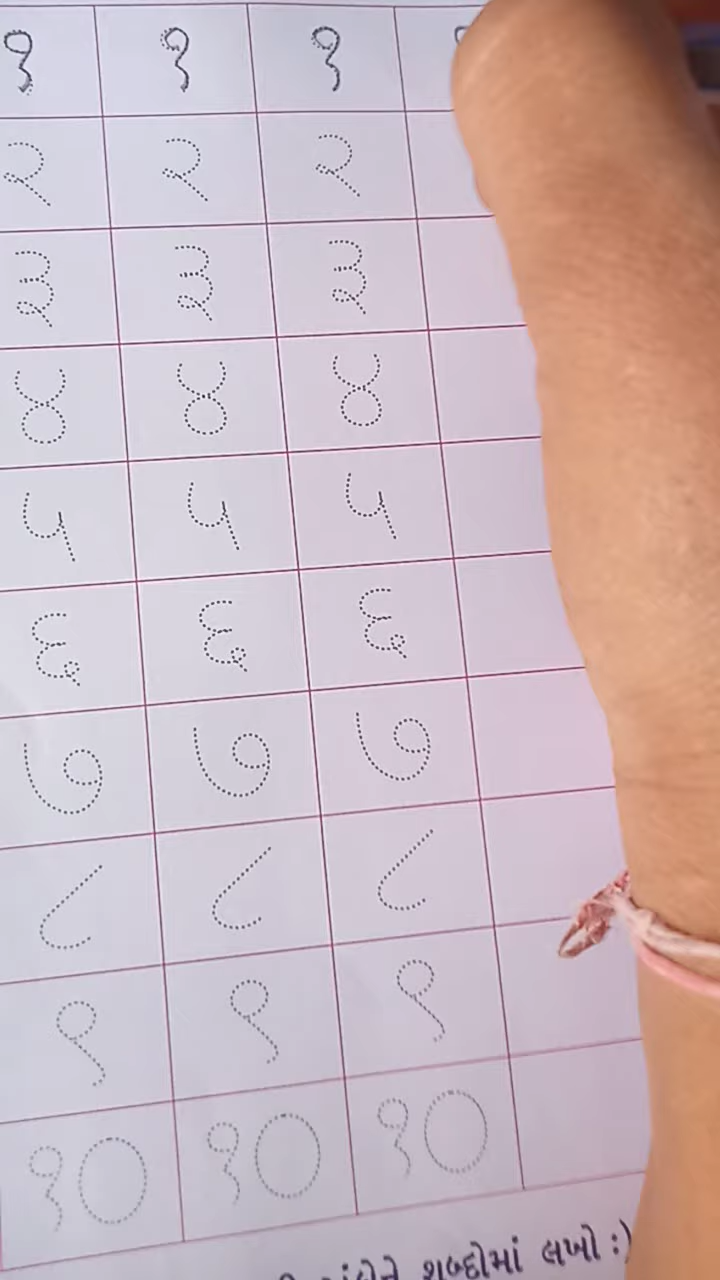 ૧ ૧ ૧
૨ ૨ ૨
૩ ૩ ૩
૪ ૪ ૪
૫ ૫ ૫
૬ ૬ ૬
૭ ૭ ૭
૮ ૮ ૮
૯ ૯ ૯
૧૦ ૧૦ ૧૦
શબ્દોમાં લખો :)